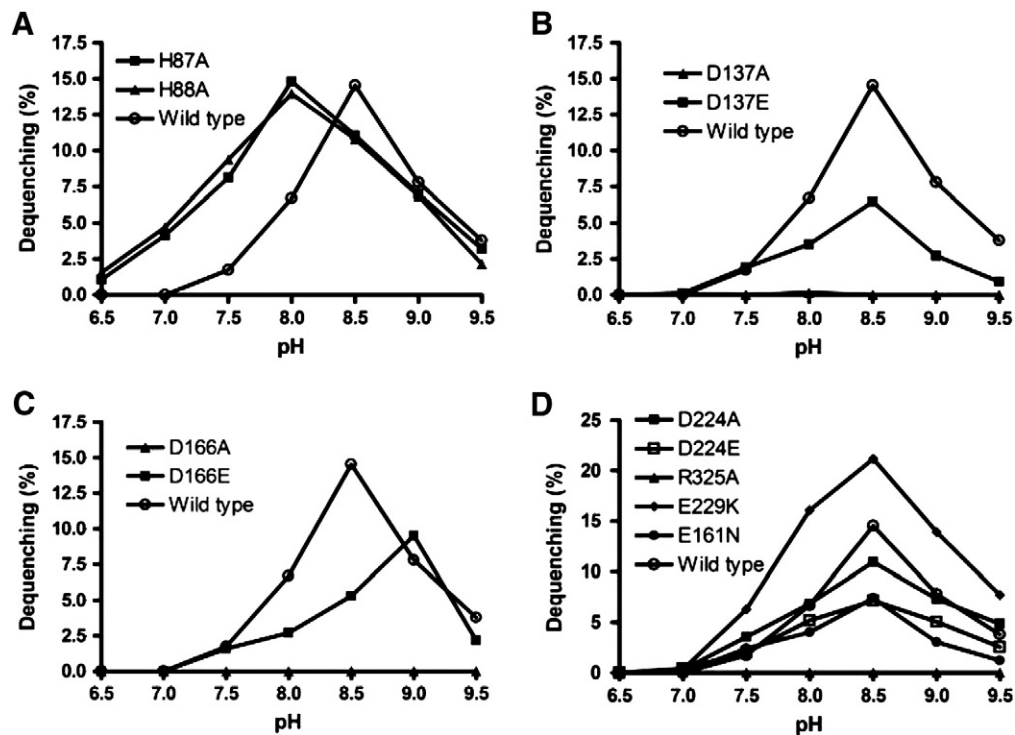 A
17.5
15.0
12.5
10.0
7.5
5.0
2.5
0.0
Dequenching (%)
H87A
H88A
Wild type
6.5 7.0 7.5 8.0 8.5 9.0 9.5
pH
B
17.5
15.0
12.5
10.0
7.5
5.0
2.5
0.0
Dequenching (%)
D137A
D137E
Wild type
6.5 7.0 7.5 8.0 8.5 9.0 9.5
pH
C
17.5
15.0
12.5
10.0
7.5
5.0
2.5
0.0
Dequenching (%)
D166A
D166E
Wild type
6.5 7.0 7.5 8.0 8.5 9.0 9.5
pH
D
25
20
15
10
5
0
Dequenching (%)
D224A
D224E
R325A
E229K
E161N
Wild type
6.5 7.0 7.5 8.0 8.5 9.0 9.5
pH